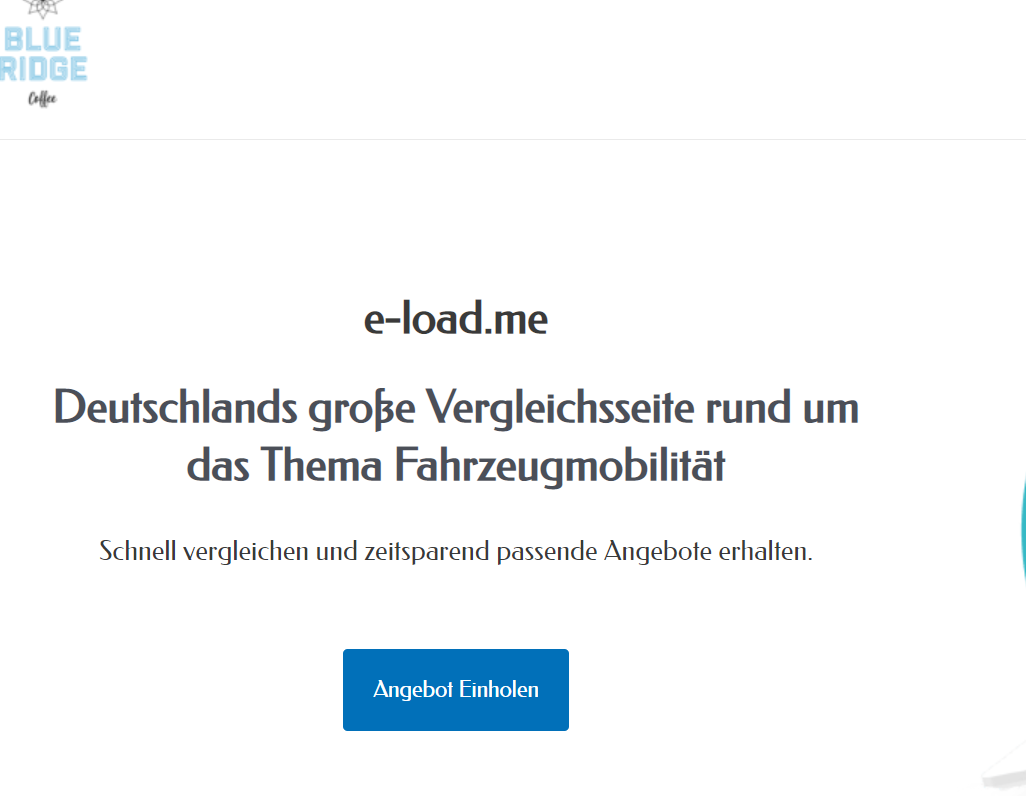 BLUE
RIDGE
Coffee
e-load.me
Deutschlands große Vergleichsseite rund um
das Thema Fahrzeugmobilität
Schnell vergleichen und zeitsparend passende Angebote erhalten.
Angebot Einholen